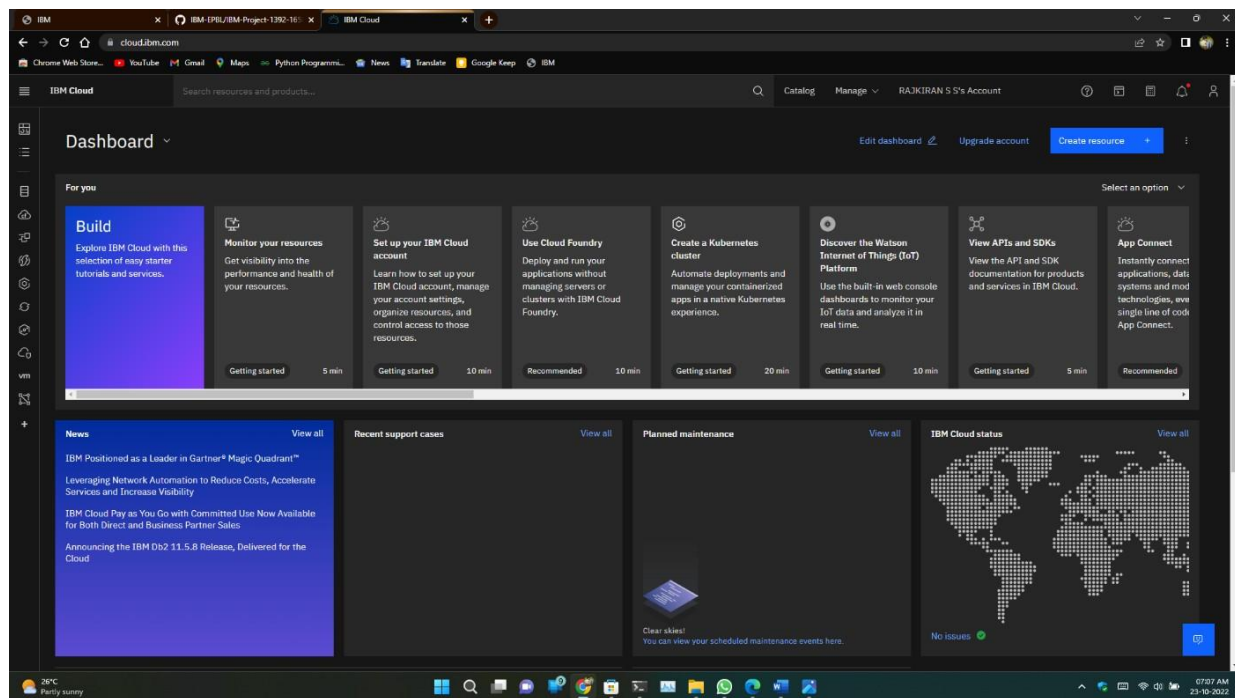 IBM
IBM-EPBL/IBM-Project-1392-165
IBM Cloud
cloud.ibm.com
Chrome Web Store...
YouTube
Gmail
Maps
Python Programmi...
News
Translate
Google Keep
IBM
IBM Cloud
Search resources and products...
Catalog
Manage
RAJKIRAN S S's Account
Dashboard
Edit dashboard
Upgrade account
Create resource +
For you
Select an option
Build
Explore IBM Cloud with this
selection of easy starter
tutorials and services.
Monitor your resources
Get visibility into the
performance and health of
your resources.
Getting started
5 min
Set up your IBM Cloud
account
Learn how to set up your
IBM Cloud account, manage
your account settings,
organize resources, and
control access to those
resources.
Getting started
10 min
Use Cloud Foundry
Deploy and run your
applications without
managing servers or
clusters with IBM Cloud
Foundry.
Recommended
10 min
Create a Kubernetes
cluster
Automate deployments and
manage your containerized
apps in a native Kubernetes
experience.
Getting started
20 min
Discover the Watson
Internet of Things (IoT)
Platform
Use the built-in web console
dashboards to monitor your
IoT data and analyze it in
real time.
Getting started
10 min
View APIs and SDKs
View the API and SDK
documentation for products
and services in IBM Cloud.
Getting started
5 min
App Connect
Instantly connect
applications, data
systems and mod
technologies, eve
single line of code
App Connect.
Recommended
vm
News
View all
IBM Positioned as a Leader in Gartner® Magic Quadrant™
Leveraging Network Automation to Reduce Costs, Accelerate
Services and Increase Visibility
IBM Cloud Pay as You Go with Committed Use Now Available
for Both Direct and Business Partner Sales
Announcing the IBM Db2 11.5.8 Release, Delivered for the
Cloud
Recent support cases
View all
Planned maintenance
View all
Clear skies!
You can view your scheduled maintenance events here.
IBM Cloud status
View all
No issues
26°C
Partly sunny
07:07 AM
23-10-2022